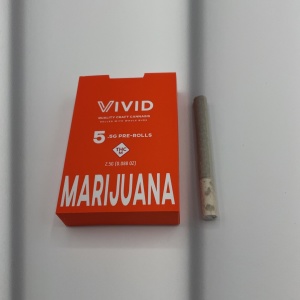 VIVID
QUALITY CRAFT CANNABIS
5 .5G PRE-ROLLS
THC
2.5G [0.088 OZ]
MARIJUANA